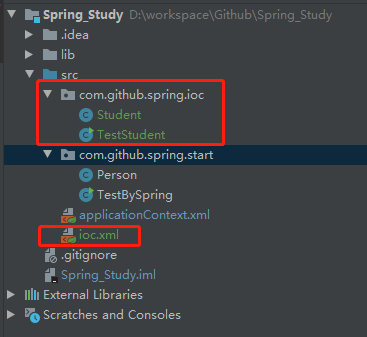 Spring_Study D:\workspace\Github\Spring_Study
.idea
lib
src
com.github.spring.ioc
Student
TestStudent
com.github.spring.start
Person
TestBySpring
applicationContext.xml
ioc.xml
.gitignore
Spring_Study.iml
External Libraries
Scratches and Consoles